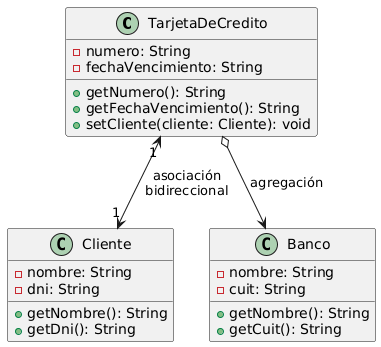 C TarjetaDeCredito
numero: String
fechaVencimiento: String
getNumero(): String
getFechaVencimiento(): String
setCliente(cliente: Cliente): void
1
asociación
bidireccional
agregación
1
C Cliente
nombre: String
dni: String
getNombre(): String
getDni(): String
C Banco
nombre: String
cuit: String
getNombre(): String
getCuit(): String